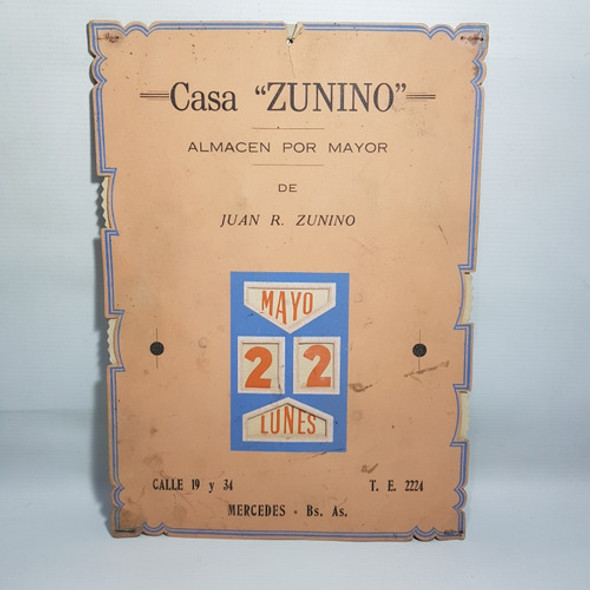 Casa “ZUNINO”
ALMACEN POR MAYOR
DE
JUAN R. ZUNINO
MAYO
2 2
LUNES
CALLE 19 y 34 T. E. 2224
MERCEDES - Bs. As.